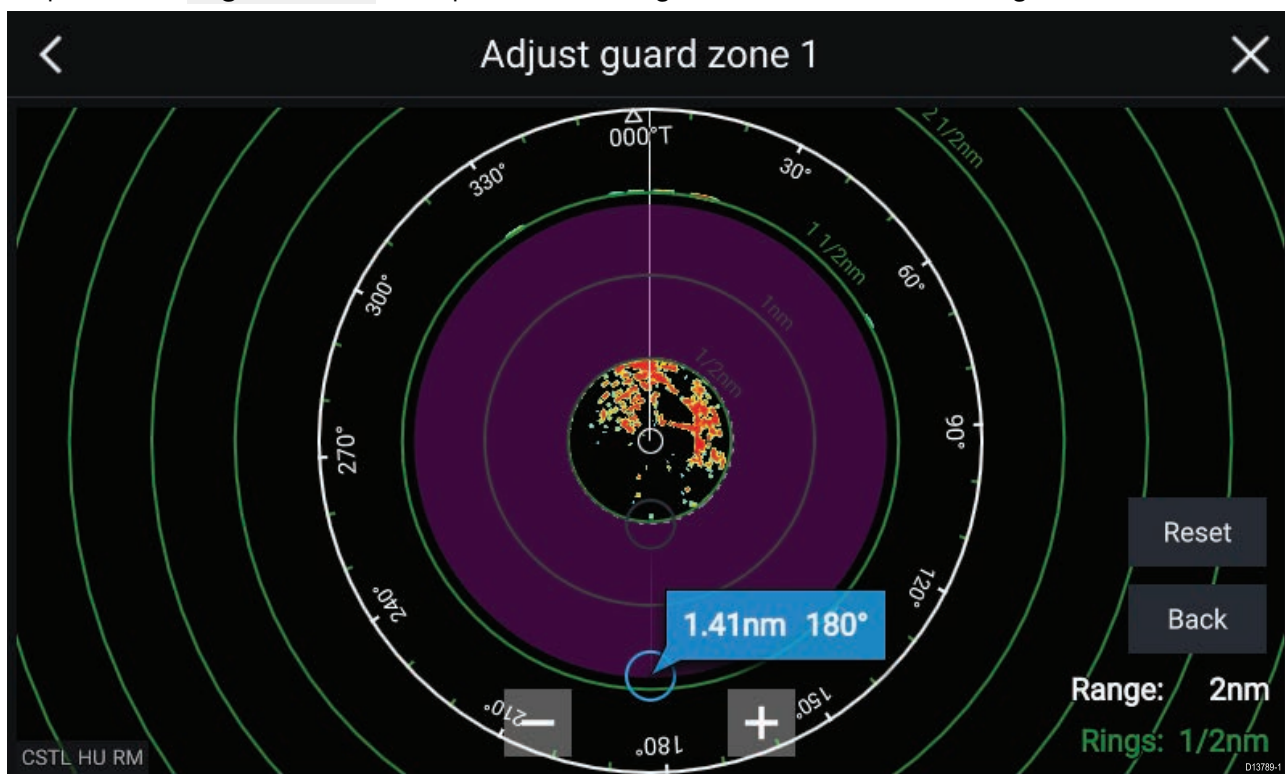 Adjust guard zone 1
2 1/2nm
000°T
330°
30°
1 1/2nm
60°
300°
1nm
1/2nm
270°
90°
Reset
120°
240°
Back
1.41nm 180°
Range: 2nm
150°
210°
Rings: 1/2nm
180°
CSTL HU RM
D13789-1